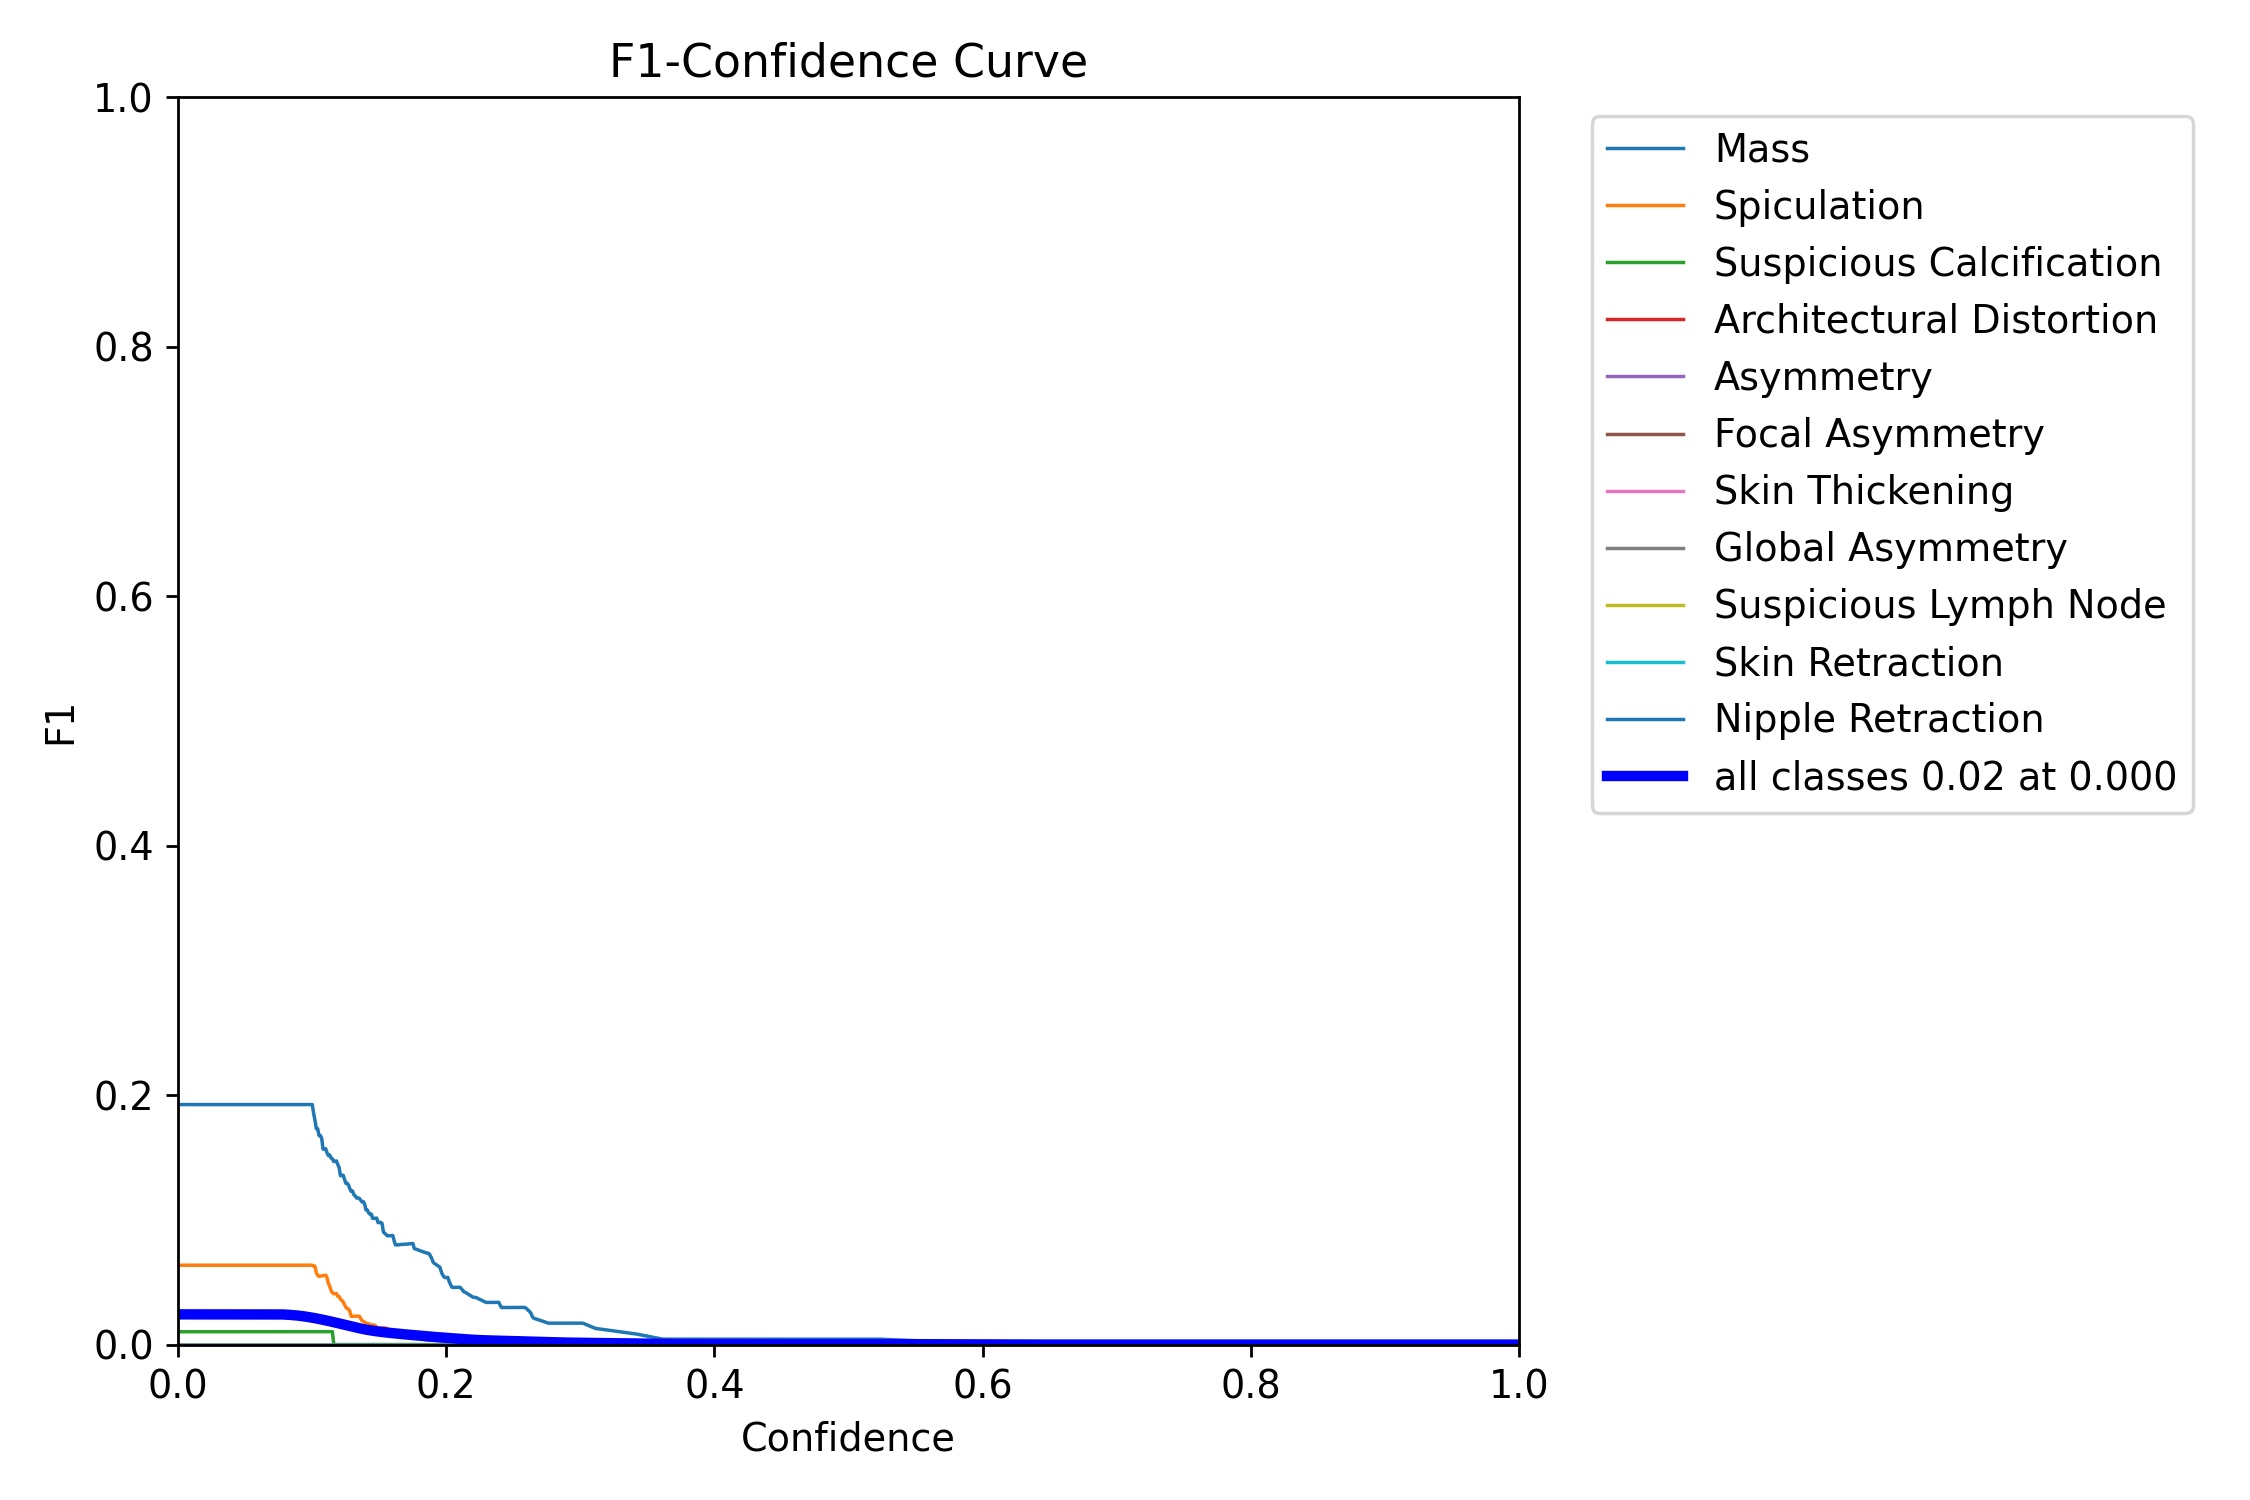 F1-Confidence Curve
1.0
0.8
0.6
0.4
0.2
0.0
F1
0.0 0.2 0.4 0.6 0.8 1.0
Confidence
Mass
Spiculation
Suspicious Calcification
Architectural Distortion
Asymmetry
Focal Asymmetry
Skin Thickening
Global Asymmetry
Suspicious Lymph Node
Skin Retraction
Nipple Retraction
all classes 0.02 at 0.000